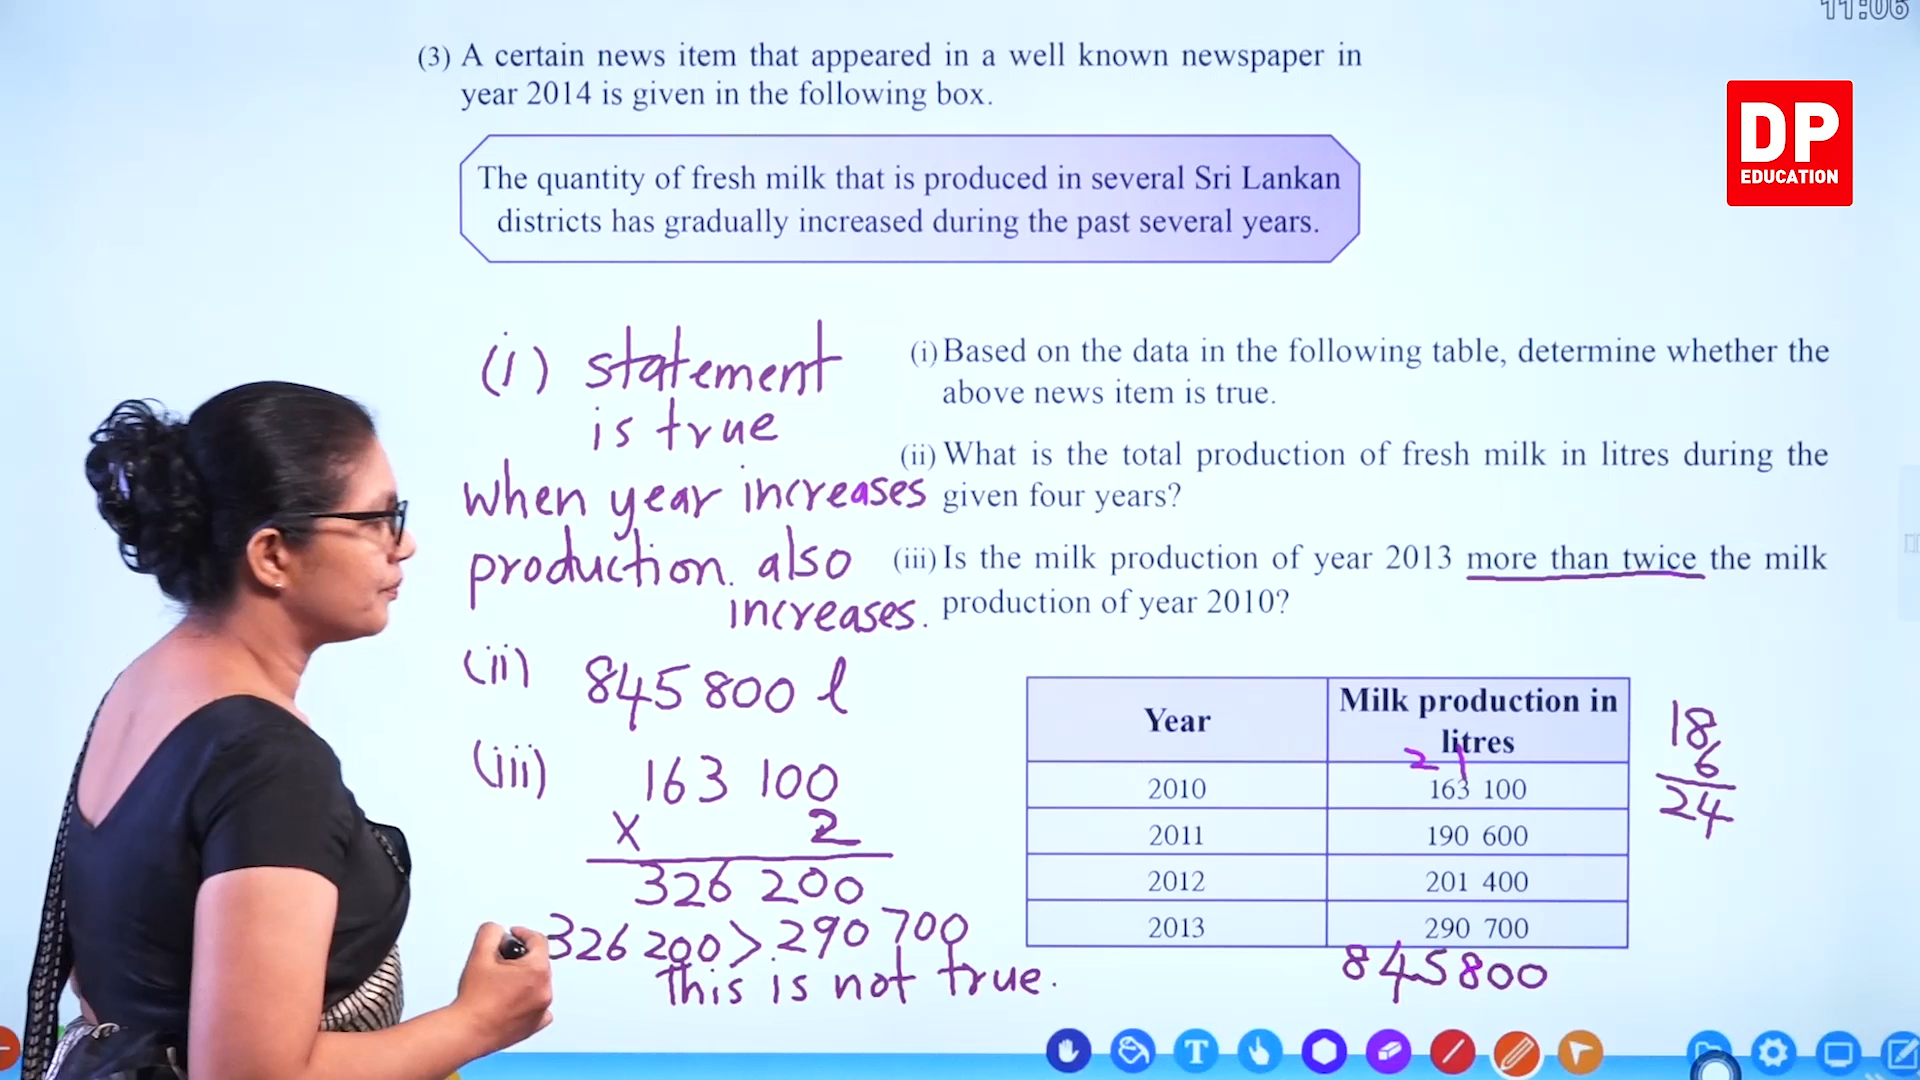 11:06
(3) A certain news item that appeared in a well known newspaper in
year 2014 is given in the following box.
DP
EDUCATION
The quantity of fresh milk that is produced in several Sri Lankan
districts has gradually increased during the past several years.
(i) statement
is true
when year increases
production. also
increases.
(ii) 845 800 l
(iii) 163 100
x 2
326 200
326 200 > 290 700
This is not true.
(i) Based on the data in the following table, determine whether the
above news item is true.
(ii) What is the total production of fresh milk in litres during the
given four years?
(iii) Is the milk production of year 2013 more than twice the milk
production of year 2010?
Year Milk production in
litres
2 1
2010 163 100
2011 190 600
2012 201 400
2013 290 700
845800
18
6
24
T